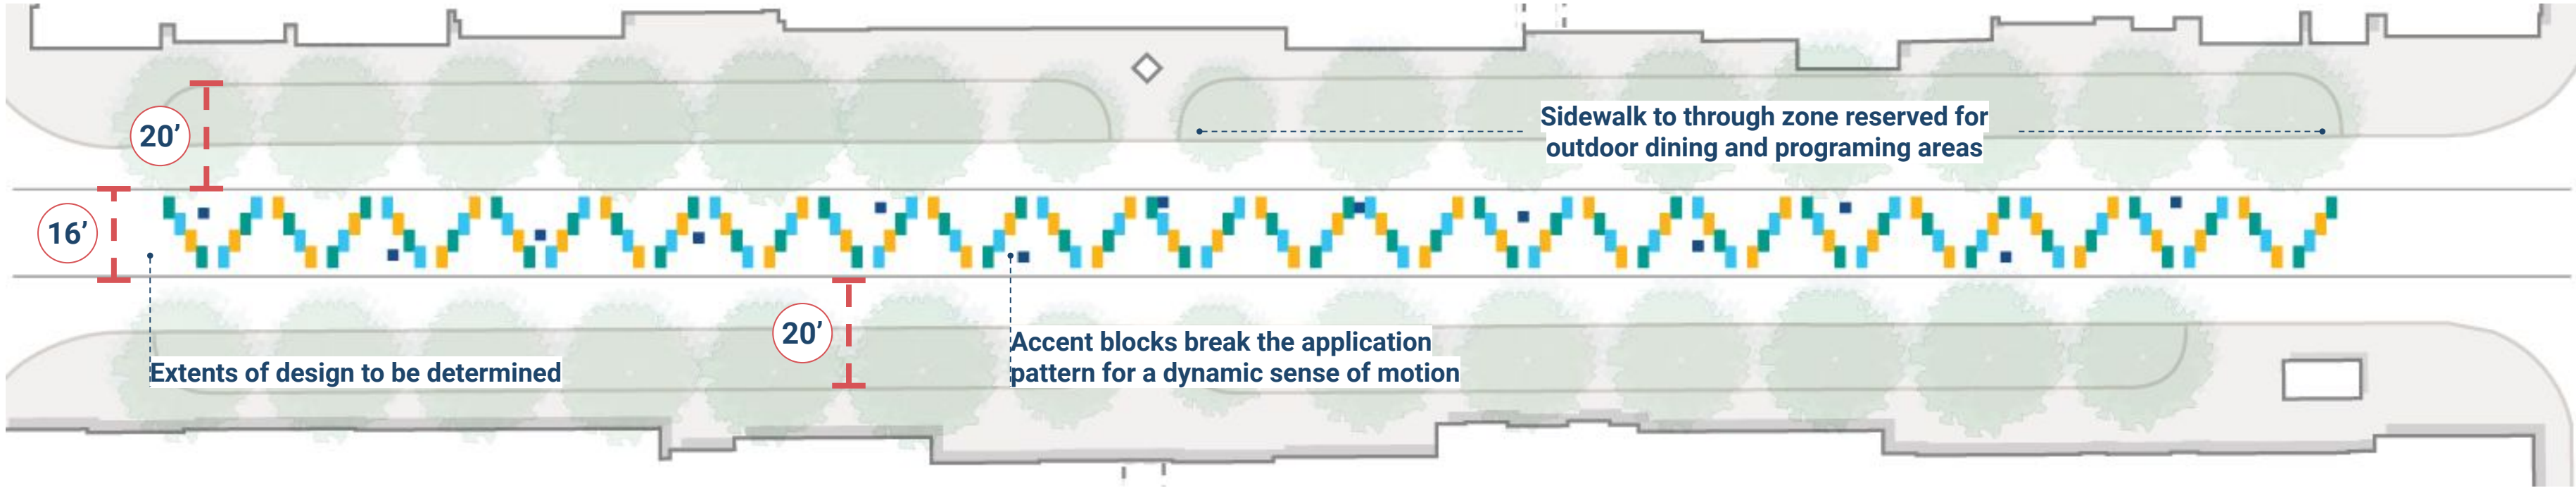 Sidewalk to through zone reserved for
outdoor dining and programing areas
20’
16’
20’
Extents of design to be determined
Accent blocks break the application
pattern for a dynamic sense of motion